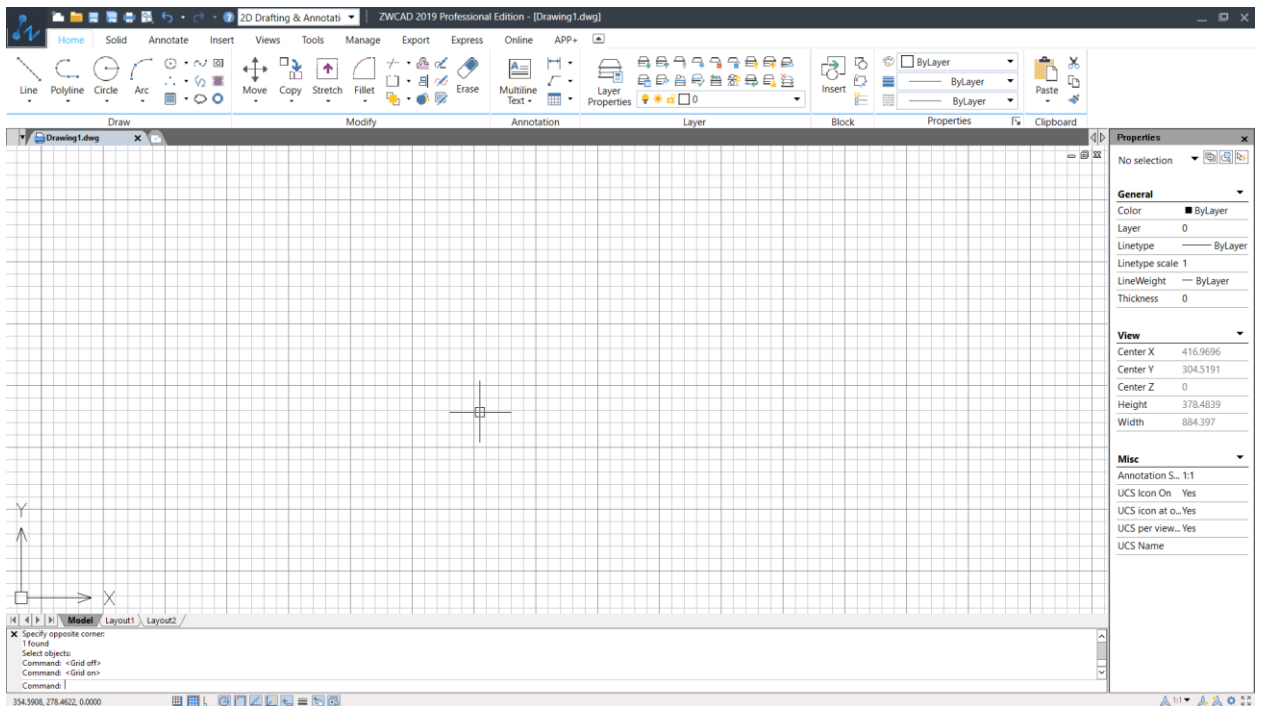 2D Drafting & Annotati
ZWCAD 2019 Professional Edition - [Drawing1.dwg]
Home Solid Annotate Insert Views Tools Manage Export Express Online APP+
Line Polyline Circle Arc
Move Copy Stretch Fillet Erase
Multiline Text
Layer Properties
0
Insert
ByLayer
ByLayer
ByLayer
Paste
Draw Modify Annotation Layer Block Properties Clipboard
Drawing1.dwg
Properties
No selection
General
Color ByLayer
Layer 0
Linetype ByLayer
Linetype scale 1
LineWeight ByLayer
Thickness 0
View
Center X 416.9696
Center Y 304.5191
Center Z 0
Height 378.4839
Width 884.397
Misc
Annotation S... 1:1
UCS Icon On Yes
UCS icon at o... Yes
UCS per view... Yes
UCS Name
Y
X
Model Layout1 Layout2
Specify opposite corner:
1 found
Select objects:
Command: <Grid off>
Command: <Grid on>
Command:
354.5908, 278.4622, 0.0000
1:1